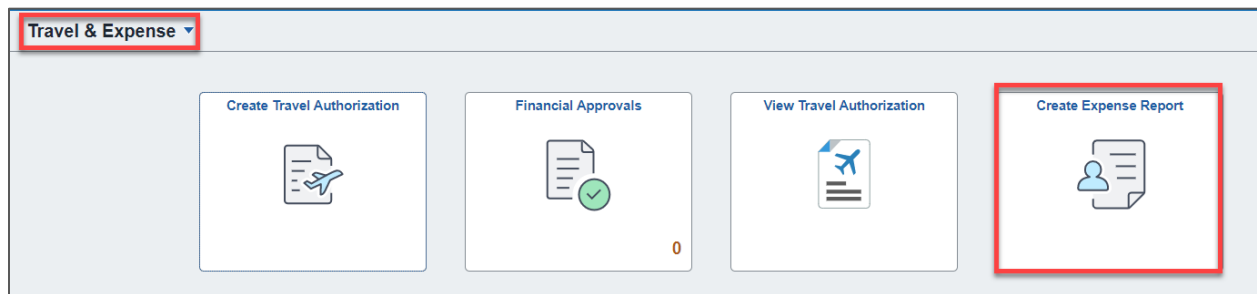 Travel & Expense
Create Travel Authorization
Financial Approvals
0
View Travel Authorization
Create Expense Report